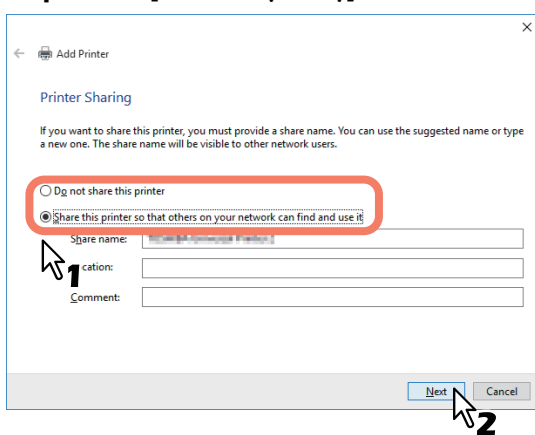 Add Printer
Printer Sharing
If you want to share this printer, you must provide a share name. You can use the suggested name or type
a new one. The share name will be visible to other network users.
Do not share this printer
Share this printer so that others on your network can find and use it
Share name:
cation:
Comment:
1
Next
Cancel
2